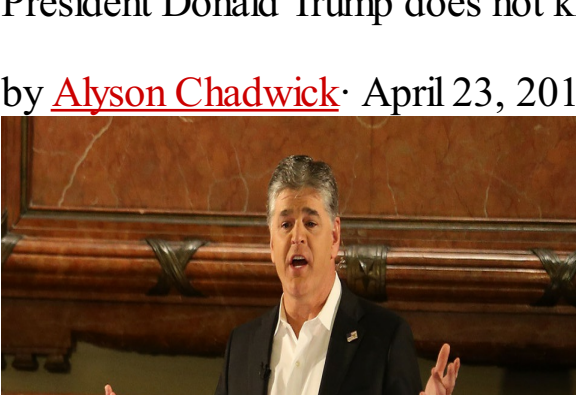 President Donald Trump does not k
by Alyson Chadwick· April 23, 201